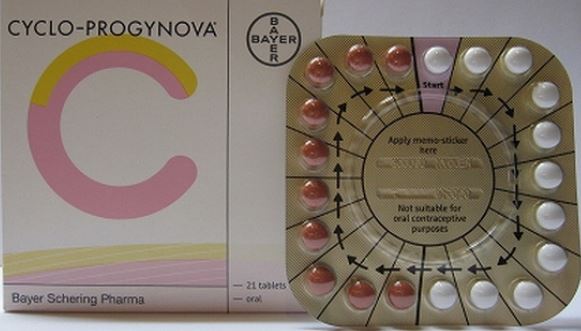 CYCLO-PROGYNOVA®
BAYER
BAYER
21 tablets
oral
Bayer Schering Pharma
Start
Apply memo-sticker
here
Not suitable for
oral contraceptive
purposes